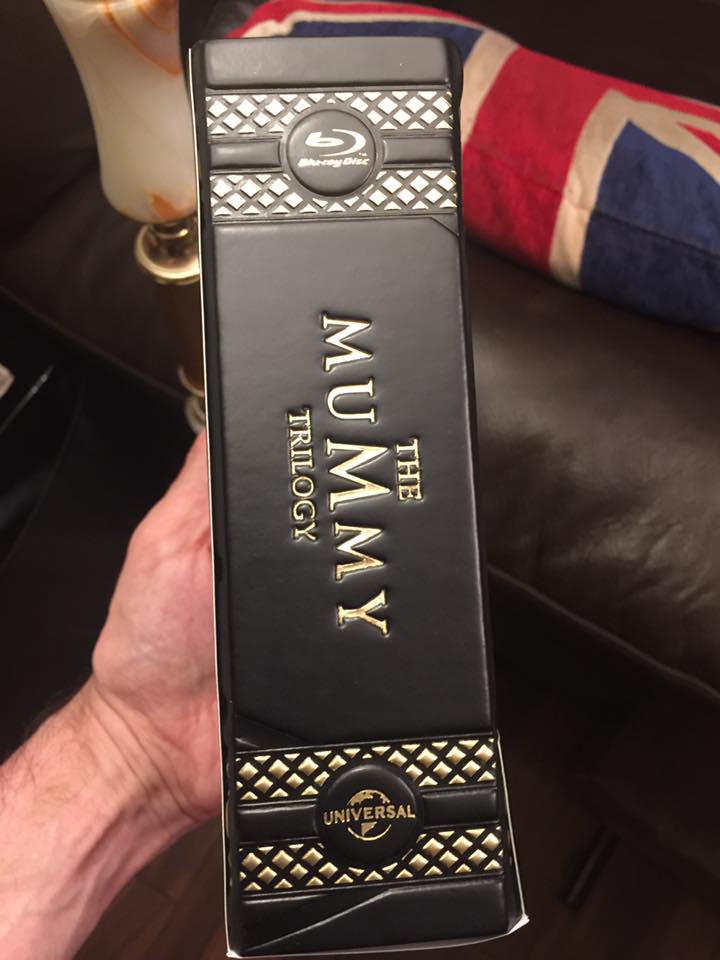 Blu-ray Disc
THE
MUMMY
TRILOGY
UNIVERSAL